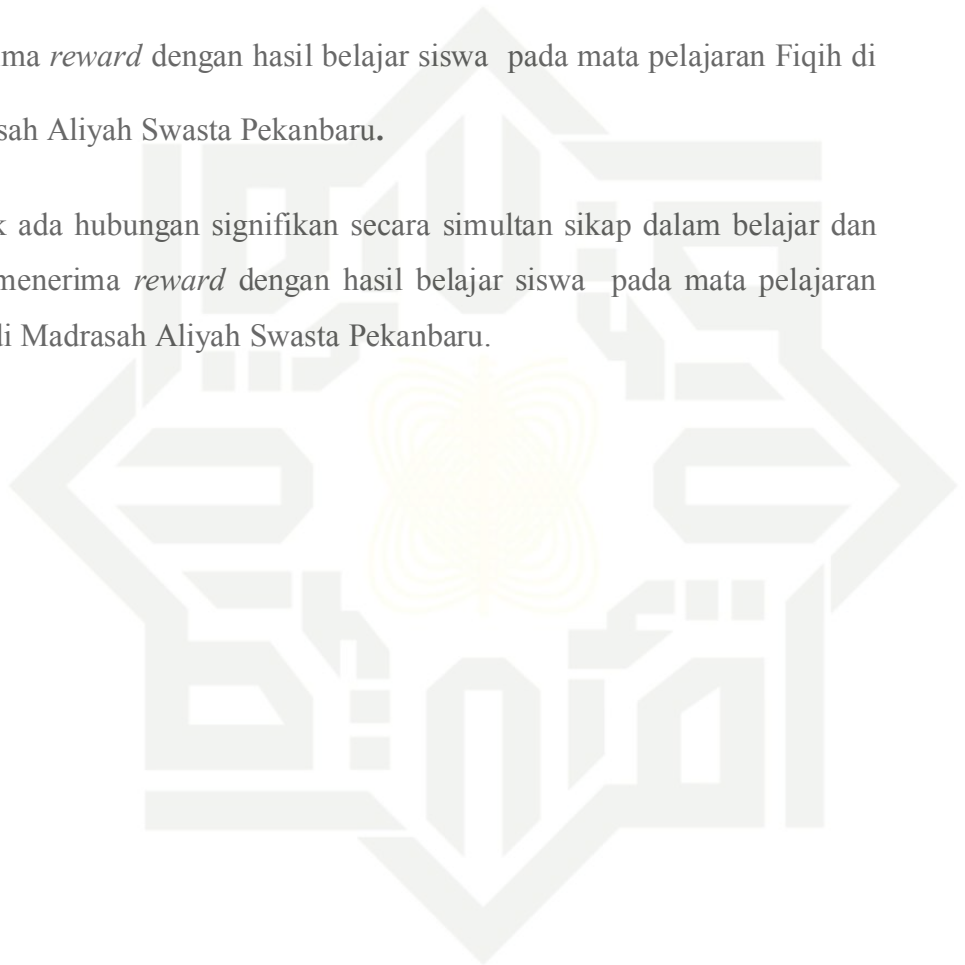 ima reward dengan hasil belajar siswa pada mata pelajaran Fiqih di
sah Aliyah Swasta Pekanbaru.
k ada hubungan signifikan secara simultan sikap dalam belajar dan
menerima reward dengan hasil belajar siswa pada mata pelajaran
di Madrasah Aliyah Swasta Pekanbaru.